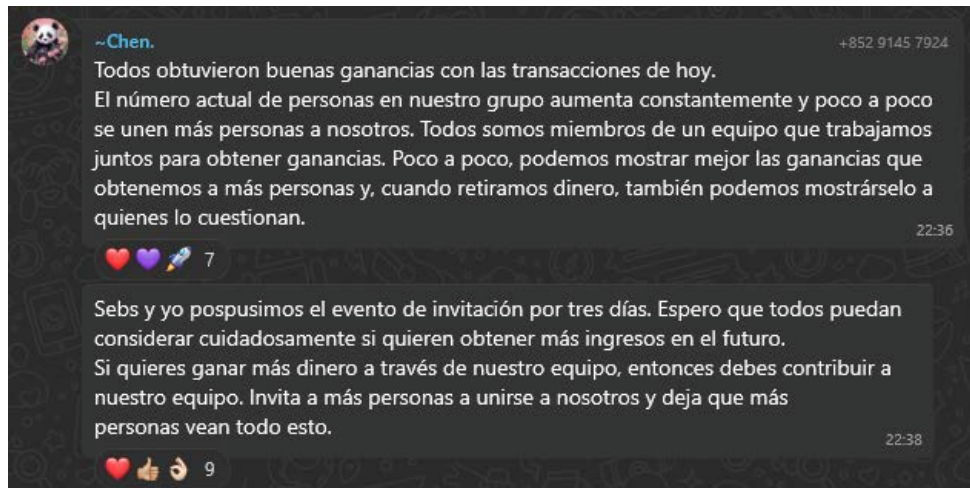 ~Chen.
+852 9145 7924
Todos obtuvieron buenas ganancias con las transacciones de hoy.
El número actual de personas en nuestro grupo aumenta constantemente y poco a poco
se unen más personas a nosotros. Todos somos miembros de un equipo que trabajamos
juntos para obtener ganancias. Poco a poco, podemos mostrar mejor las ganancias que
obtenemos a más personas y, cuando retiramos dinero, también podemos mostrárselo a
quienes lo cuestionan.
22:36
7
Sebs y yo pospusimos el evento de invitación por tres días. Espero que todos puedan
considerar cuidadosamente si quieren obtener más ingresos en el futuro.
Si quieres ganar más dinero a través de nuestro equipo, entonces debes contribuir a
nuestro equipo. Invita a más personas a unirse a nosotros y deja que más
personas vean todo esto.
22:38
9